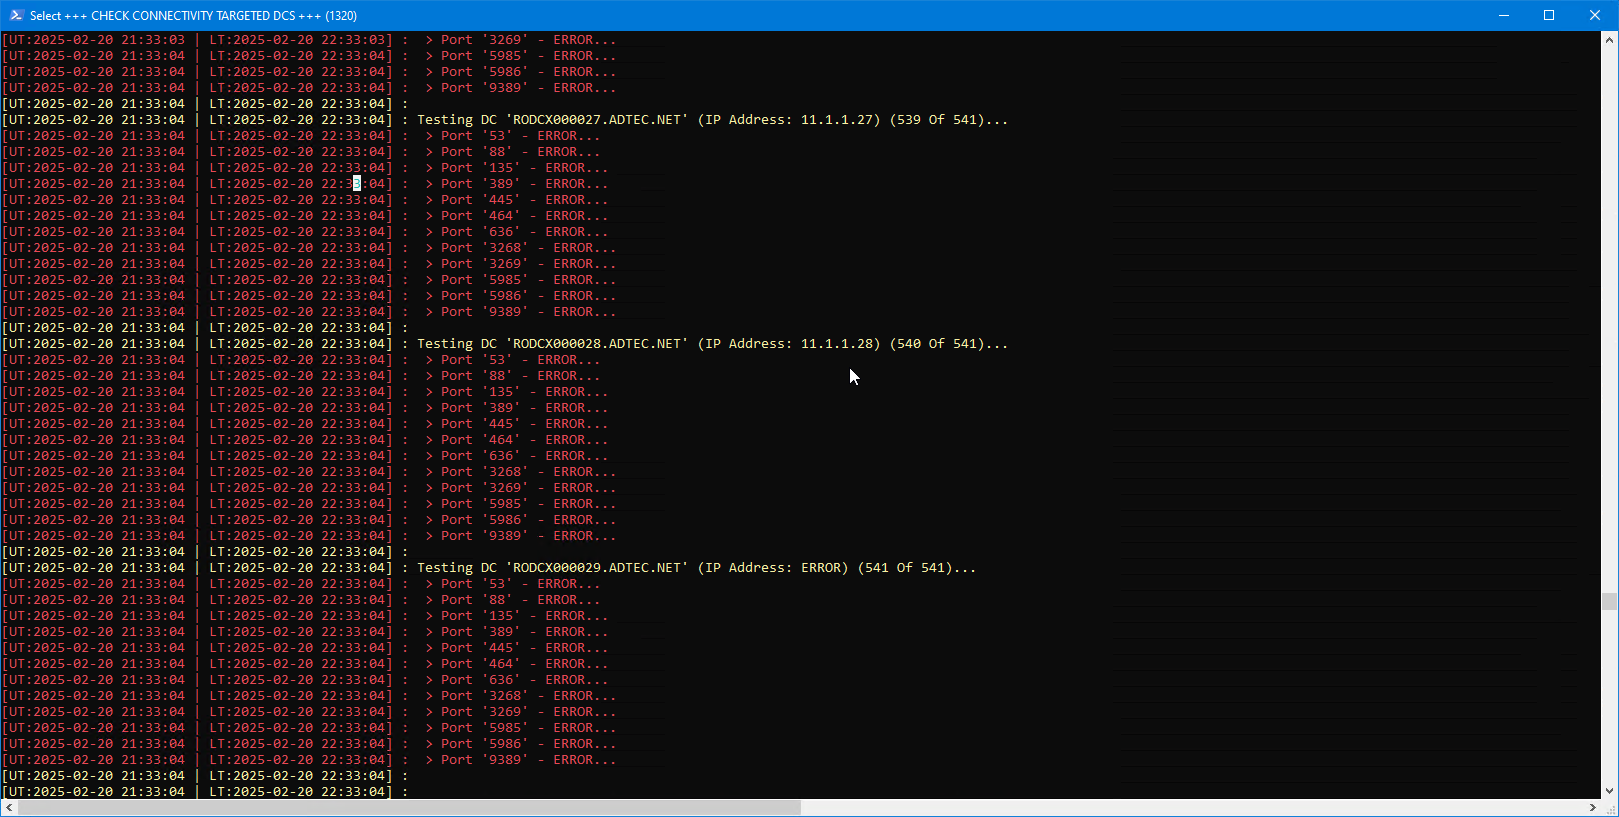 Select +++ CHECK CONNECTIVITY TARGETED DCS +++ (1320)
[UT:2025-02-20 21:33:03 | LT:2025-02-20 22:33:03] :  > Port '3269' - ERROR...
[UT:2025-02-20 21:33:04 | LT:2025-02-20 22:33:04] :  > Port '5985' - ERROR...
[UT:2025-02-20 21:33:04 | LT:2025-02-20 22:33:04] :  > Port '5986' - ERROR...
[UT:2025-02-20 21:33:04 | LT:2025-02-20 22:33:04] :  > Port '9389' - ERROR...
[UT:2025-02-20 21:33:04 | LT:2025-02-20 22:33:04] :
[UT:2025-02-20 21:33:04 | LT:2025-02-20 22:33:04] : Testing DC 'RODCX000027.ADTEC.NET' (IP Address: 11.1.1.27) (539 Of 541)...
[UT:2025-02-20 21:33:04 | LT:2025-02-20 22:33:04] :  > Port '53' - ERROR...
[UT:2025-02-20 21:33:04 | LT:2025-02-20 22:33:04] :  > Port '88' - ERROR...
[UT:2025-02-20 21:33:04 | LT:2025-02-20 22:33:04] :  > Port '135' - ERROR...
[UT:2025-02-20 21:33:04 | LT:2025-02-20 22:33:04] :  > Port '389' - ERROR...
[UT:2025-02-20 21:33:04 | LT:2025-02-20 22:33:04] :  > Port '445' - ERROR...
[UT:2025-02-20 21:33:04 | LT:2025-02-20 22:33:04] :  > Port '464' - ERROR...
[UT:2025-02-20 21:33:04 | LT:2025-02-20 22:33:04] :  > Port '636' - ERROR...
[UT:2025-02-20 21:33:04 | LT:2025-02-20 22:33:04] :  > Port '3268' - ERROR...
[UT:2025-02-20 21:33:04 | LT:2025-02-20 22:33:04] :  > Port '3269' - ERROR...
[UT:2025-02-20 21:33:04 | LT:2025-02-20 22:33:04] :  > Port '5985' - ERROR...
[UT:2025-02-20 21:33:04 | LT:2025-02-20 22:33:04] :  > Port '5986' - ERROR...
[UT:2025-02-20 21:33:04 | LT:2025-02-20 22:33:04] :  > Port '9389' - ERROR...
[UT:2025-02-20 21:33:04 | LT:2025-02-20 22:33:04] :
[UT:2025-02-20 21:33:04 | LT:2025-02-20 22:33:04] : Testing DC 'RODCX000028.ADTEC.NET' (IP Address: 11.1.1.28) (540 Of 541)...
[UT:2025-02-20 21:33:04 | LT:2025-02-20 22:33:04] :  > Port '53' - ERROR...
[UT:2025-02-20 21:33:04 | LT:2025-02-20 22:33:04] :  > Port '88' - ERROR...
[UT:2025-02-20 21:33:04 | LT:2025-02-20 22:33:04] :  > Port '135' - ERROR...
[UT:2025-02-20 21:33:04 | LT:2025-02-20 22:33:04] :  > Port '389' - ERROR...
[UT:2025-02-20 21:33:04 | LT:2025-02-20 22:33:04] :  > Port '445' - ERROR...
[UT:2025-02-20 21:33:04 | LT:2025-02-20 22:33:04] :  > Port '464' - ERROR...
[UT:2025-02-20 21:33:04 | LT:2025-02-20 22:33:04] :  > Port '636' - ERROR...
[UT:2025-02-20 21:33:04 | LT:2025-02-20 22:33:04] :  > Port '3268' - ERROR...
[UT:2025-02-20 21:33:04 | LT:2025-02-20 22:33:04] :  > Port '3269' - ERROR...
[UT:2025-02-20 21:33:04 | LT:2025-02-20 22:33:04] :  > Port '5985' - ERROR...
[UT:2025-02-20 21:33:04 | LT:2025-02-20 22:33:04] :  > Port '5986' - ERROR...
[UT:2025-02-20 21:33:04 | LT:2025-02-20 22:33:04] :  > Port '9389' - ERROR...
[UT:2025-02-20 21:33:04 | LT:2025-02-20 22:33:04] :
[UT:2025-02-20 21:33:04 | LT:2025-02-20 22:33:04] : Testing DC 'RODCX000029.ADTEC.NET' (IP Address: ERROR) (541 Of 541)...
[UT:2025-02-20 21:33:04 | LT:2025-02-20 22:33:04] :  > Port '53' - ERROR...
[UT:2025-02-20 21:33:04 | LT:2025-02-20 22:33:04] :  > Port '88' - ERROR...
[UT:2025-02-20 21:33:04 | LT:2025-02-20 22:33:04] :  > Port '135' - ERROR...
[UT:2025-02-20 21:33:04 | LT:2025-02-20 22:33:04] :  > Port '389' - ERROR...
[UT:2025-02-20 21:33:04 | LT:2025-02-20 22:33:04] :  > Port '445' - ERROR...
[UT:2025-02-20 21:33:04 | LT:2025-02-20 22:33:04] :  > Port '464' - ERROR...
[UT:2025-02-20 21:33:04 | LT:2025-02-20 22:33:04] :  > Port '636' - ERROR...
[UT:2025-02-20 21:33:04 | LT:2025-02-20 22:33:04] :  > Port '3268' - ERROR...
[UT:2025-02-20 21:33:04 | LT:2025-02-20 22:33:04] :  > Port '3269' - ERROR...
[UT:2025-02-20 21:33:04 | LT:2025-02-20 22:33:04] :  > Port '5985' - ERROR...
[UT:2025-02-20 21:33:04 | LT:2025-02-20 22:33:04] :  > Port '5986' - ERROR...
[UT:2025-02-20 21:33:04 | LT:2025-02-20 22:33:04] :  > Port '9389' - ERROR...
[UT:2025-02-20 21:33:04 | LT:2025-02-20 22:33:04] :
[UT:2025-02-20 21:33:04 | LT:2025-02-20 22:33:04] :